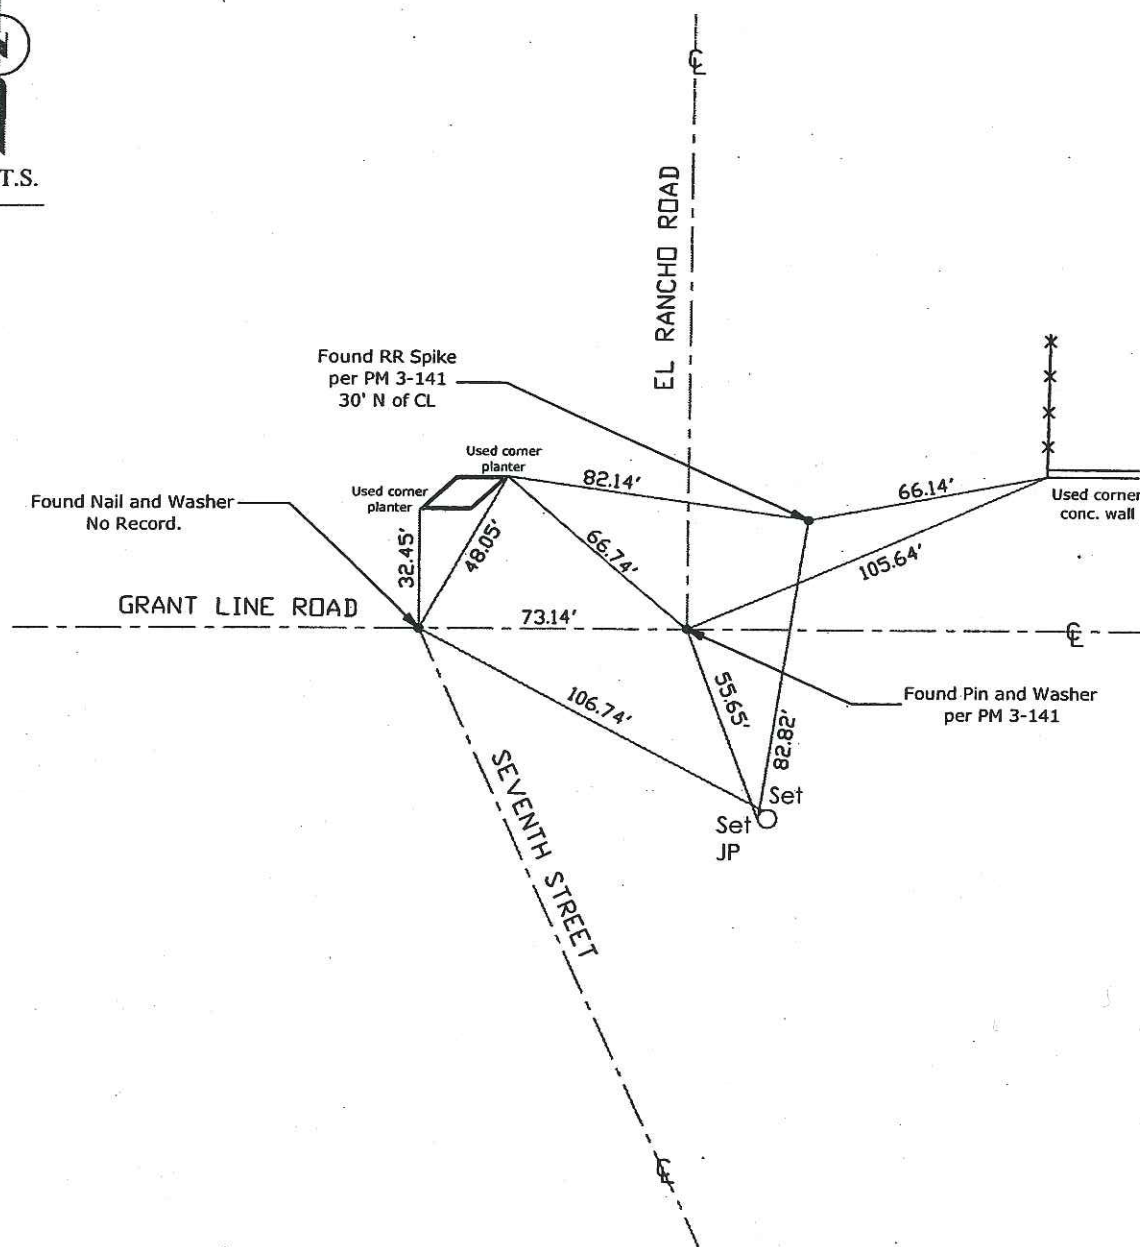 N
T.S.
℄
EL RANCHO ROAD
Found RR Spike
per PM 3-141
30' N of CL
Used corner
planter
82.14'
66.14'
Used corner
conc. wall
Used corner
planter
Found Nail and Washer
No Record.
32.45'
48.05'
66.74'
105.64'
GRANT LINE ROAD
73.14'
℄
Found Pin and Washer
per PM 3-141
55.65'
106.74'
82.82'
SEVENTH STREET
Set
Set
JP
℄